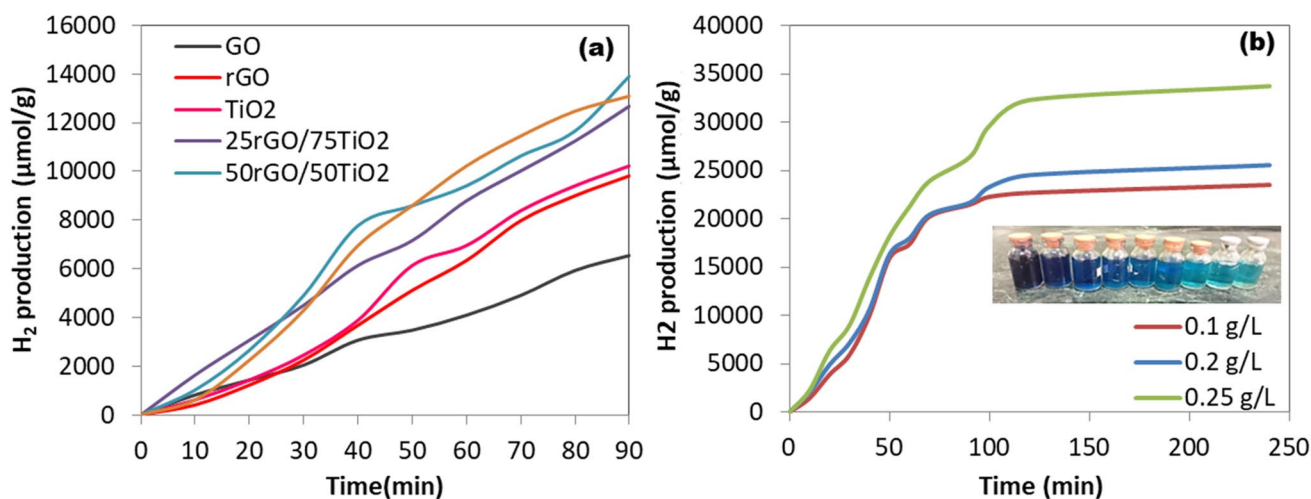 (a)
H₂ production (µmol/g)
16000
14000
12000
10000
8000
6000
4000
2000
0
GO
rGO
TiO2
25rGO/75TiO2
50rGO/50TiO2
0 10 20 30 40 50 60 70 80 90
Time(min)
(b)
H2 production (µmol/g)
40000
35000
30000
25000
20000
15000
10000
5000
0
0.1 g/L
0.2 g/L
0.25 g/L
0 50 100 150 200 250
Time (min)